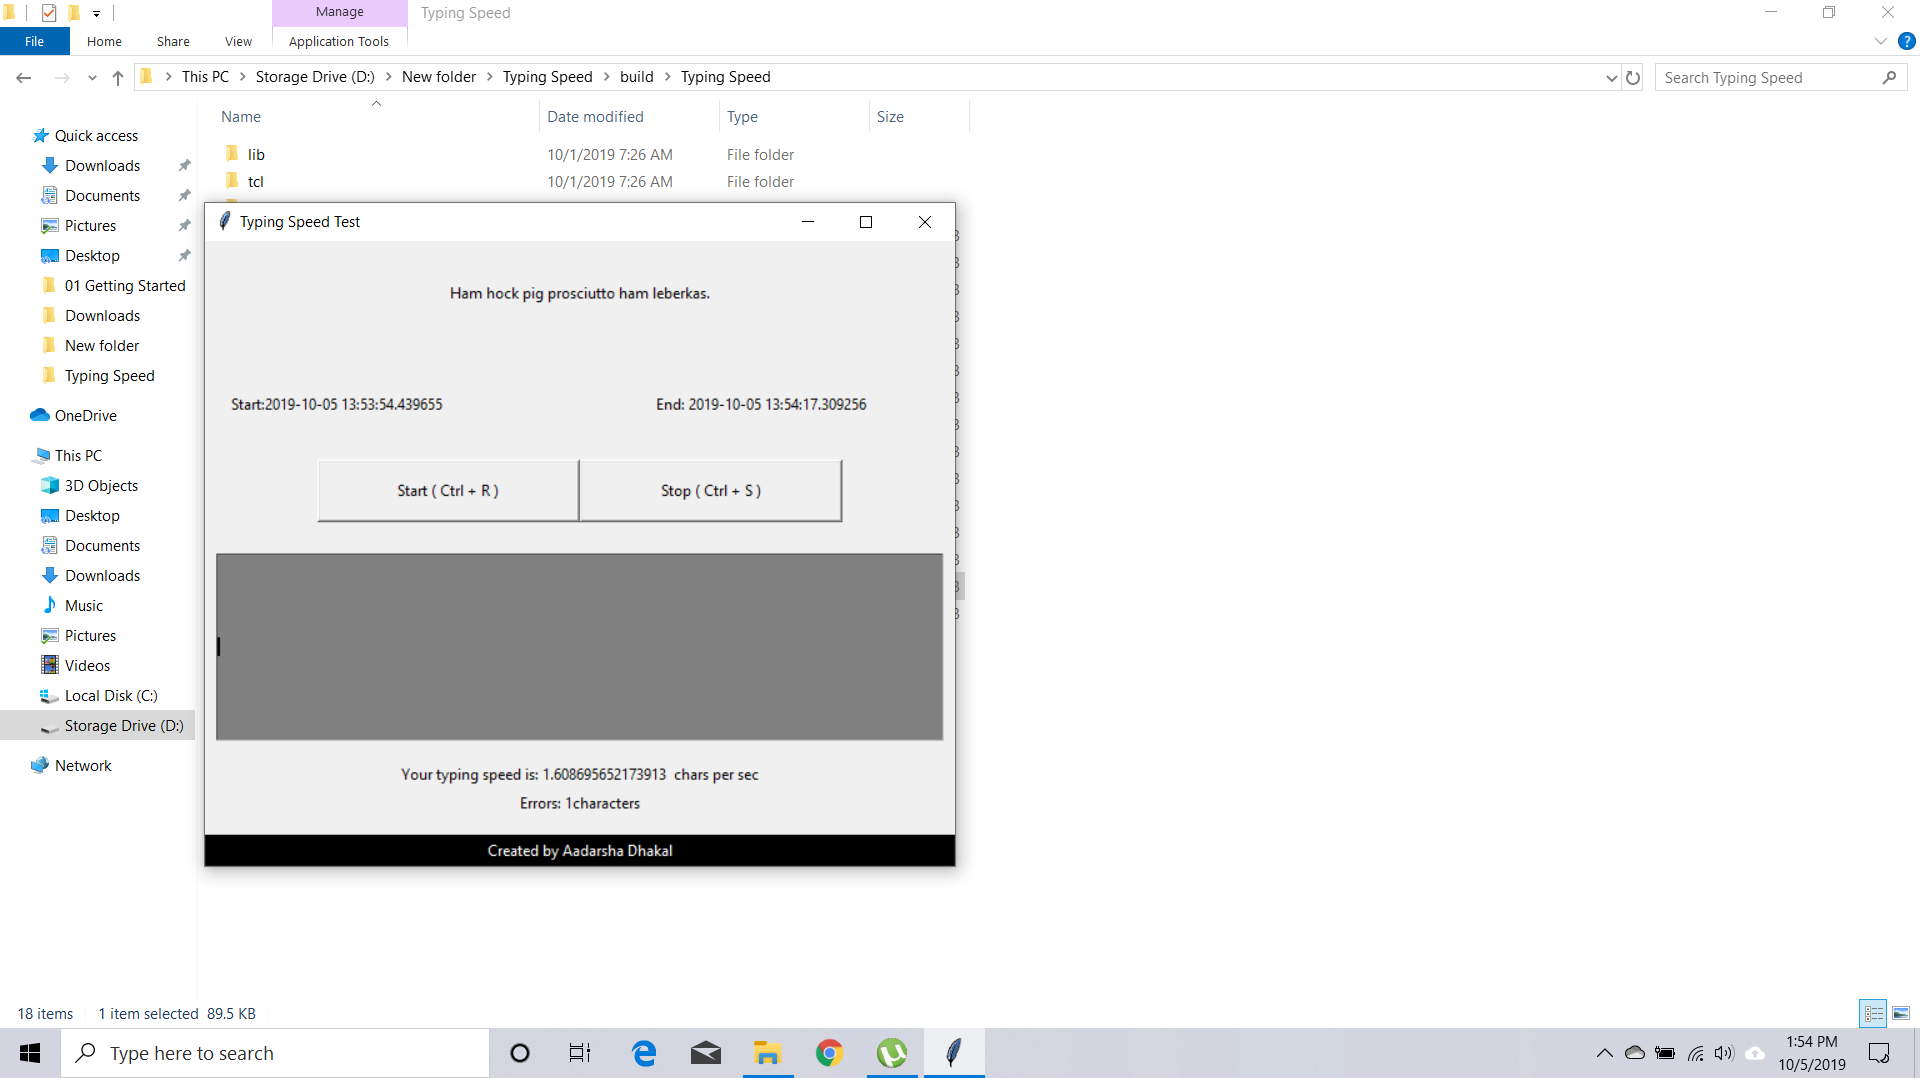 Manage
Typing Speed
File
Home
Share
View
Application Tools
This PC
Storage Drive (D:)
New folder
Typing Speed
build
Typing Speed
Search Typing Speed
Name
Date modified
Type
Size
lib
10/1/2019 7:26 AM
File folder
tcl
10/1/2019 7:26 AM
File folder
Quick access
Downloads
Documents
Pictures
Desktop
01 Getting Started
Downloads
New folder
Typing Speed
OneDrive
This PC
3D Objects
Desktop
Documents
Downloads
Music
Pictures
Videos
Local Disk (C:)
Storage Drive (D:)
Network
Typing Speed Test
Ham hock pig prosciutto ham leberkas.
Start:2019-10-05 13:53:54.439655
End: 2019-10-05 13:54:17.309256
Start ( Ctrl + R )
Stop ( Ctrl + S )
Your typing speed is: 1.608695652173913  chars per sec
Errors: 1characters
Created by Aadarsha Dhakal
18 items
1 item selected  89.5 KB
Type here to search
1:54 PM
10/5/2019